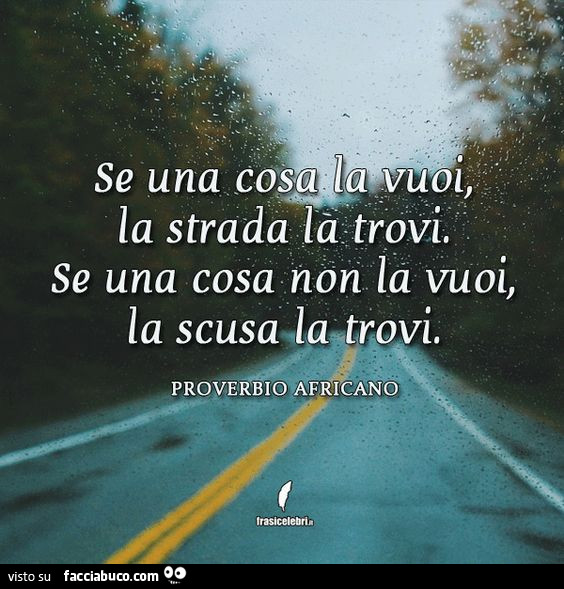 Se una cosa la vuoi,
la strada la trovi.
Se una cosa non la vuoi,
la scusa la trovi.
PROVERBIO AFRICANO
frasicelebri.it
visto su facciabuco.com